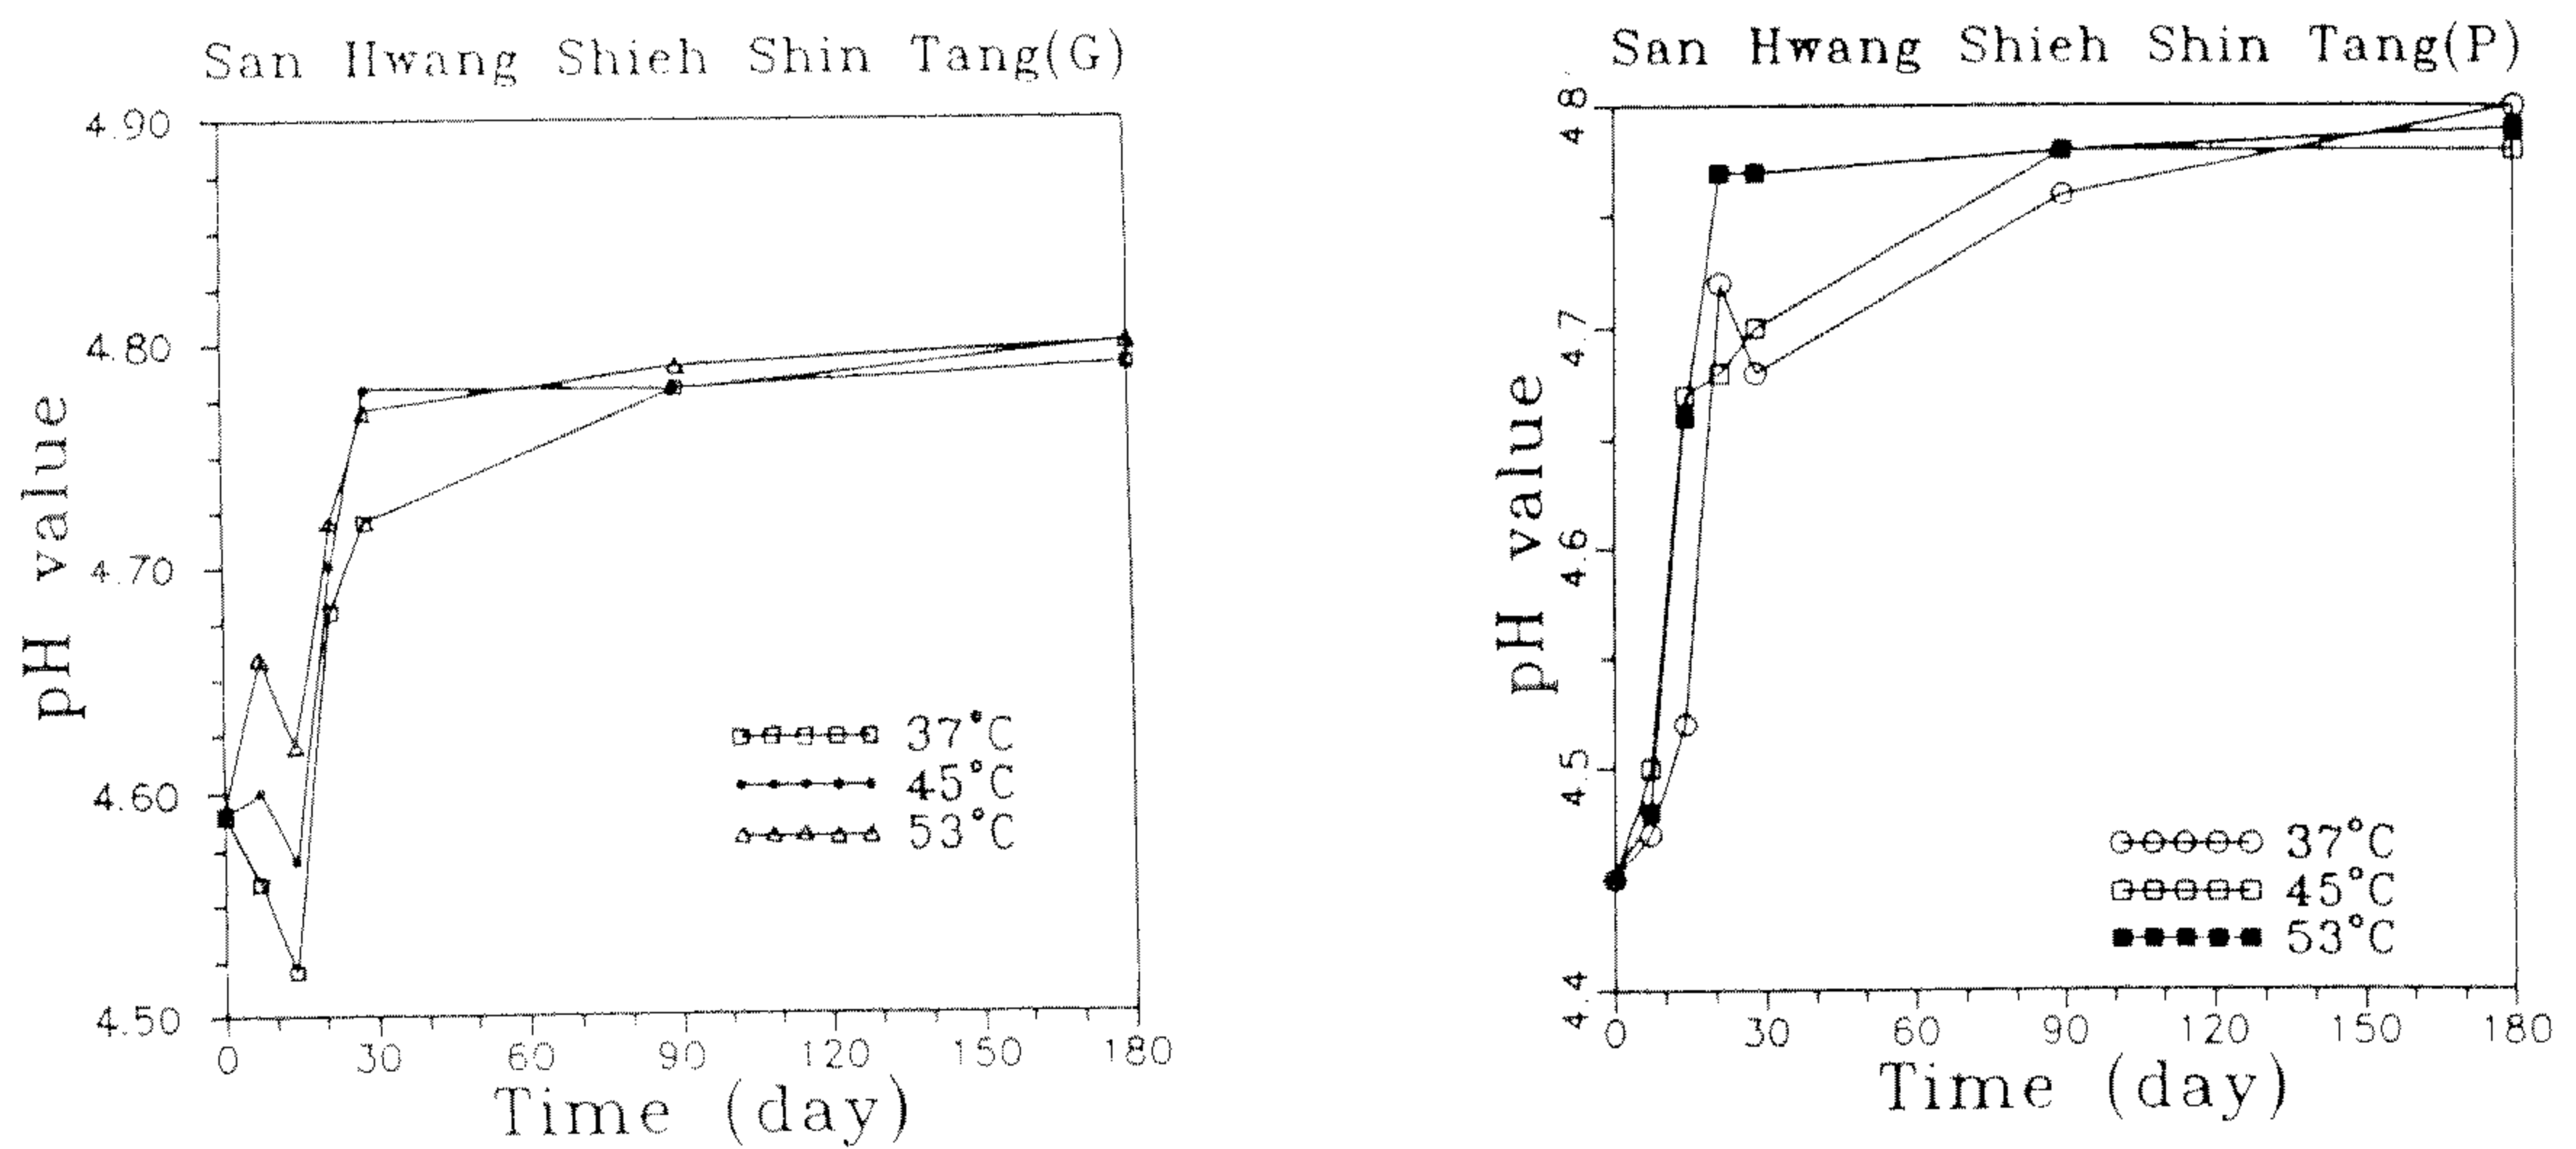 San Hwang Shieh Shin Tang(G)
4.90
4.80
4.70
4.60
4.50
pH value
37°C
45°C
53°C
0 30 60 90 120 150 180
Time (day)
San Hwang Shieh Shin Tang(P)
4.8
4.7
4.6
4.5
4.4
pH value
37°C
45°C
53°C
0 30 60 90 120 150 180
Time (day)